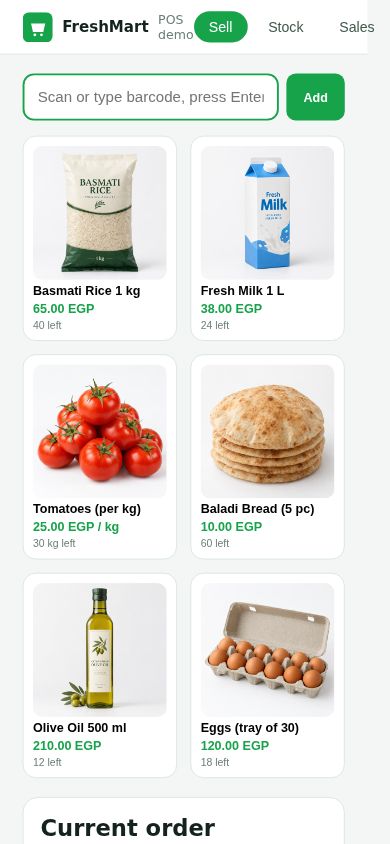 FreshMart
POS demo
Sell
Stock
Sales
Scan or type barcode, press Enter
Add
BASMATI
RICE
1kg
Basmati Rice 1 kg
65.00 EGP
40 left
Fresh
Milk
Fresh Milk 1 L
38.00 EGP
24 left
Tomatoes (per kg)
25.00 EGP / kg
30 kg left
Baladi Bread (5 pc)
10.00 EGP
60 left
OLIVE OIL
Olive Oil 500 ml
210.00 EGP
12 left
Eggs (tray of 30)
120.00 EGP
18 left
Current order